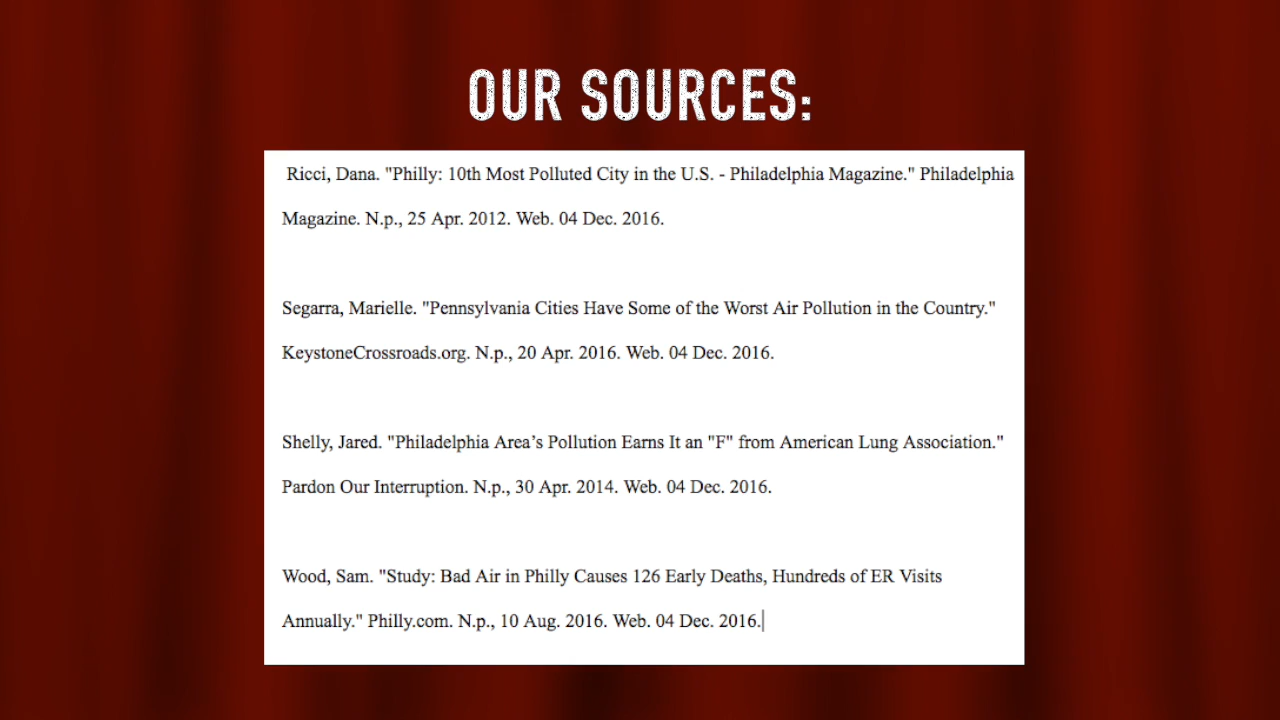 OUR SOURCES:
Ricci, Dana. "Philly: 10th Most Polluted City in the U.S. - Philadelphia Magazine." Philadelphia
Magazine. N.p., 25 Apr. 2012. Web. 04 Dec. 2016.
Segarra, Marielle. "Pennsylvania Cities Have Some of the Worst Air Pollution in the Country."
KeystoneCrossroads.org. N.p., 20 Apr. 2016. Web. 04 Dec. 2016.
Shelly, Jared. "Philadelphia Area’s Pollution Earns It an "F" from American Lung Association."
Pardon Our Interruption. N.p., 30 Apr. 2014. Web. 04 Dec. 2016.
Wood, Sam. "Study: Bad Air in Philly Causes 126 Early Deaths, Hundreds of ER Visits
Annually." Philly.com. N.p., 10 Aug. 2016. Web. 04 Dec. 2016.